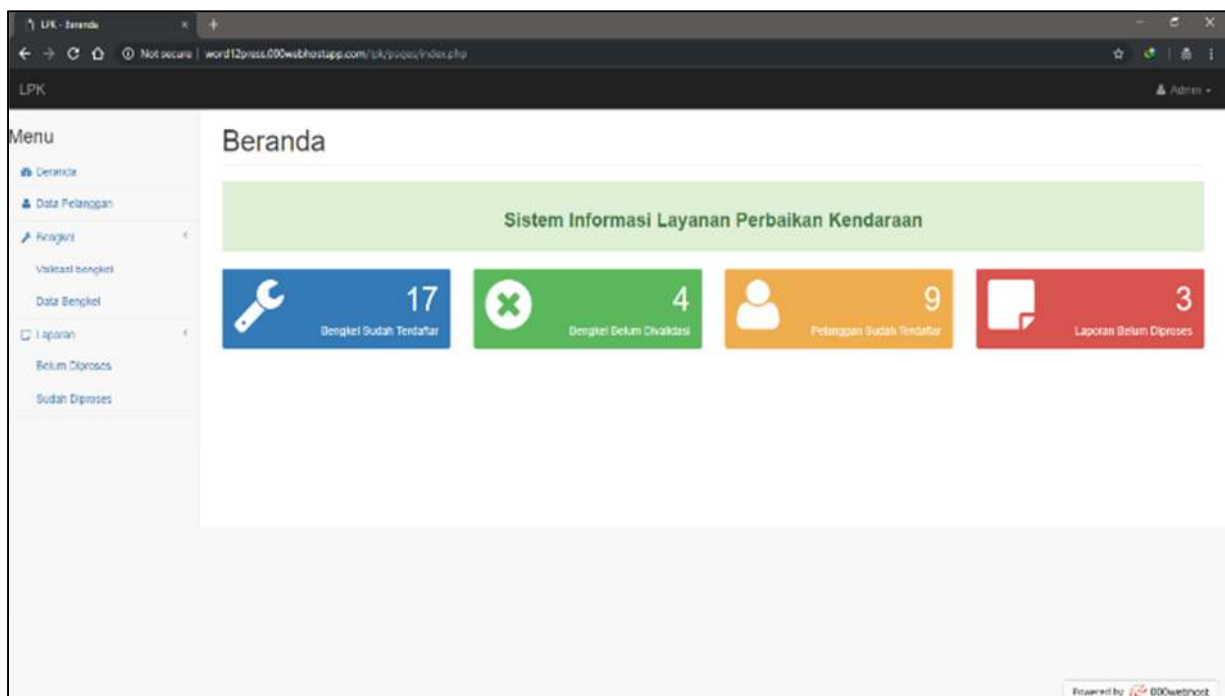 LPK - Beranda
Not secure | word12press.000webhostapp.com/lpk/pages/index.php
LPK
Admin
Menu
Beranda
Data Pelanggan
Bengkel
Validasi bengkel
Data Bengkel
Laporan
Belum Diproses
Sudah Diproses
Beranda
Sistem Informasi Layanan Perbaikan Kendaraan
17
Bengkel Sudah Terdaftar
4
Bengkel Belum Divalidasi
9
Pelanggan Sudah Terdaftar
3
Laporan Belum Diproses
Powered by 000webhost